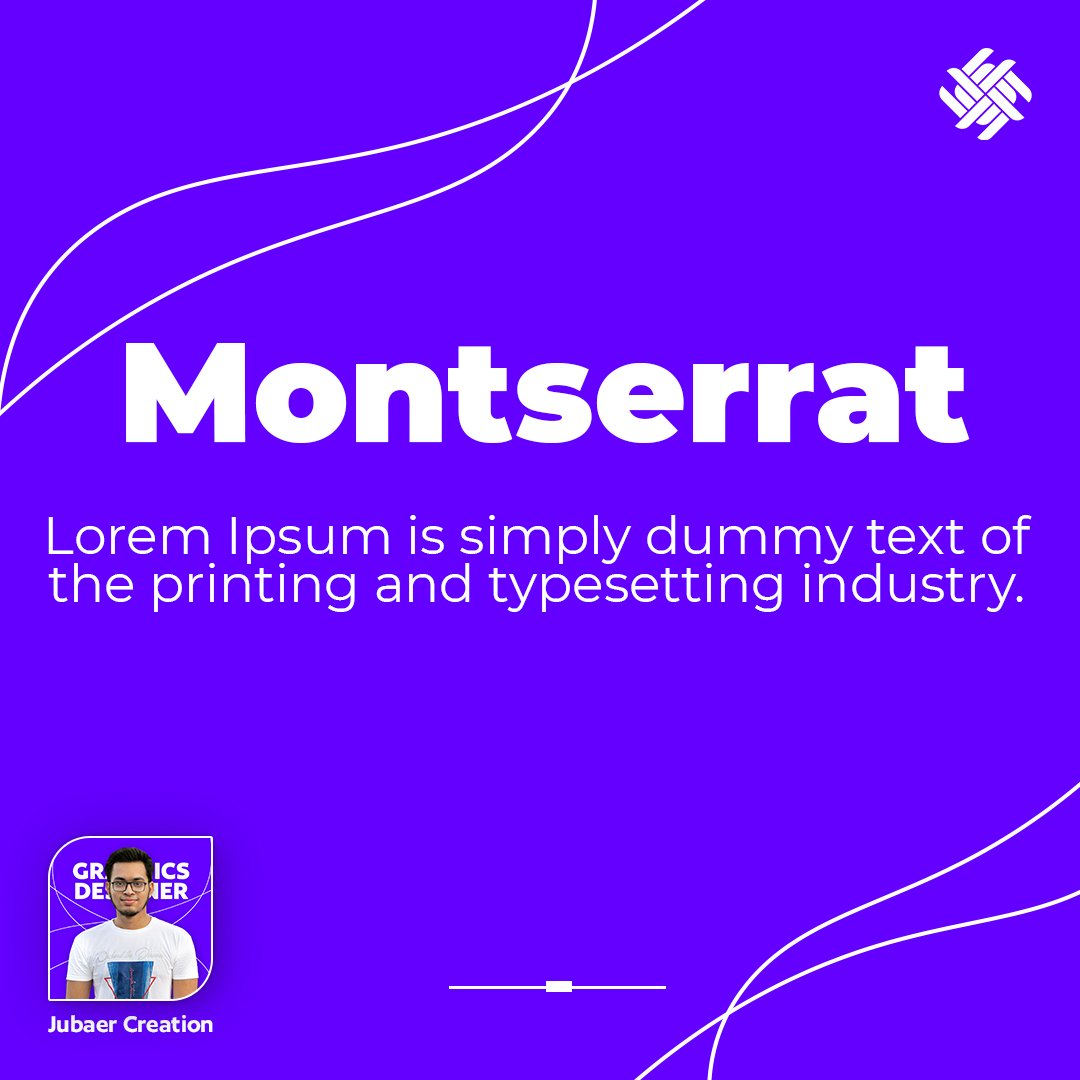 Montserrat
Lorem Ipsum is simply dummy text of
the printing and typesetting industry.
Jubaer Creation